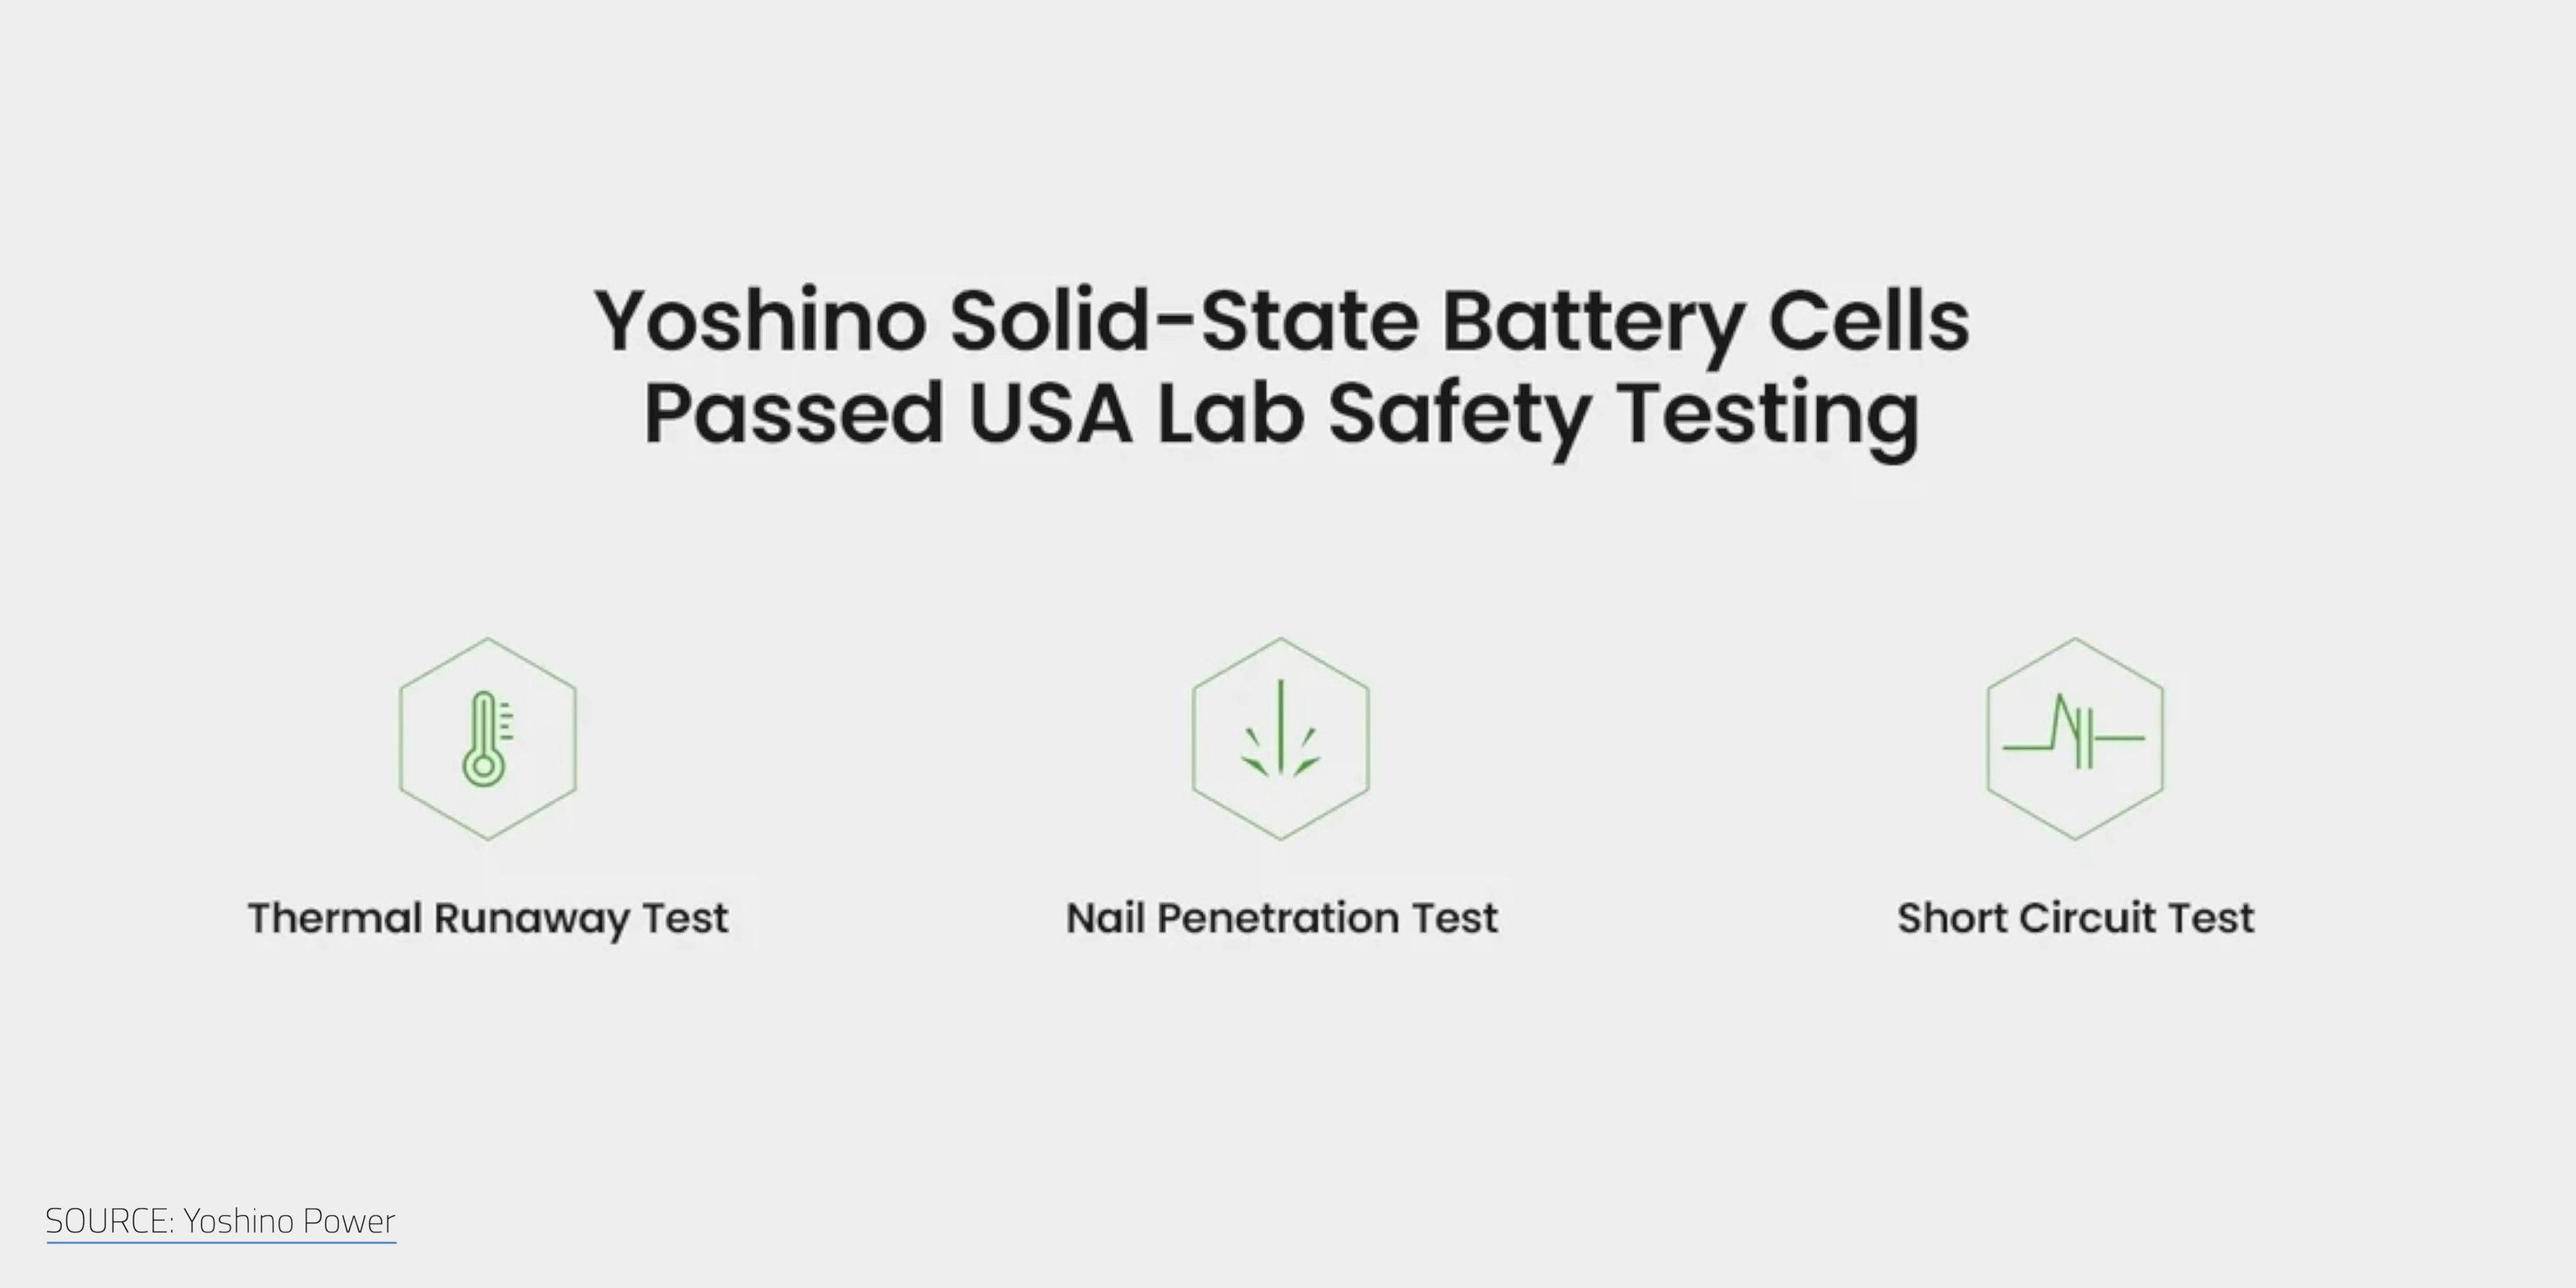 Yoshino Solid-State Battery Cells
Passed USA Lab Safety Testing
Thermal Runaway Test
Nail Penetration Test
Short Circuit Test
SOURCE: Yoshino Power